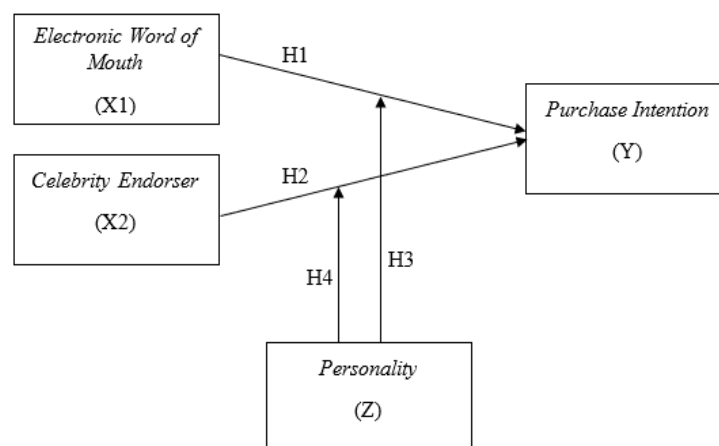 Electronic Word of
Mouth
(X1)
H1
Purchase Intention
(Y)
Celebrity Endorser
(X2)
H2
H3
H4
Personality
(Z)